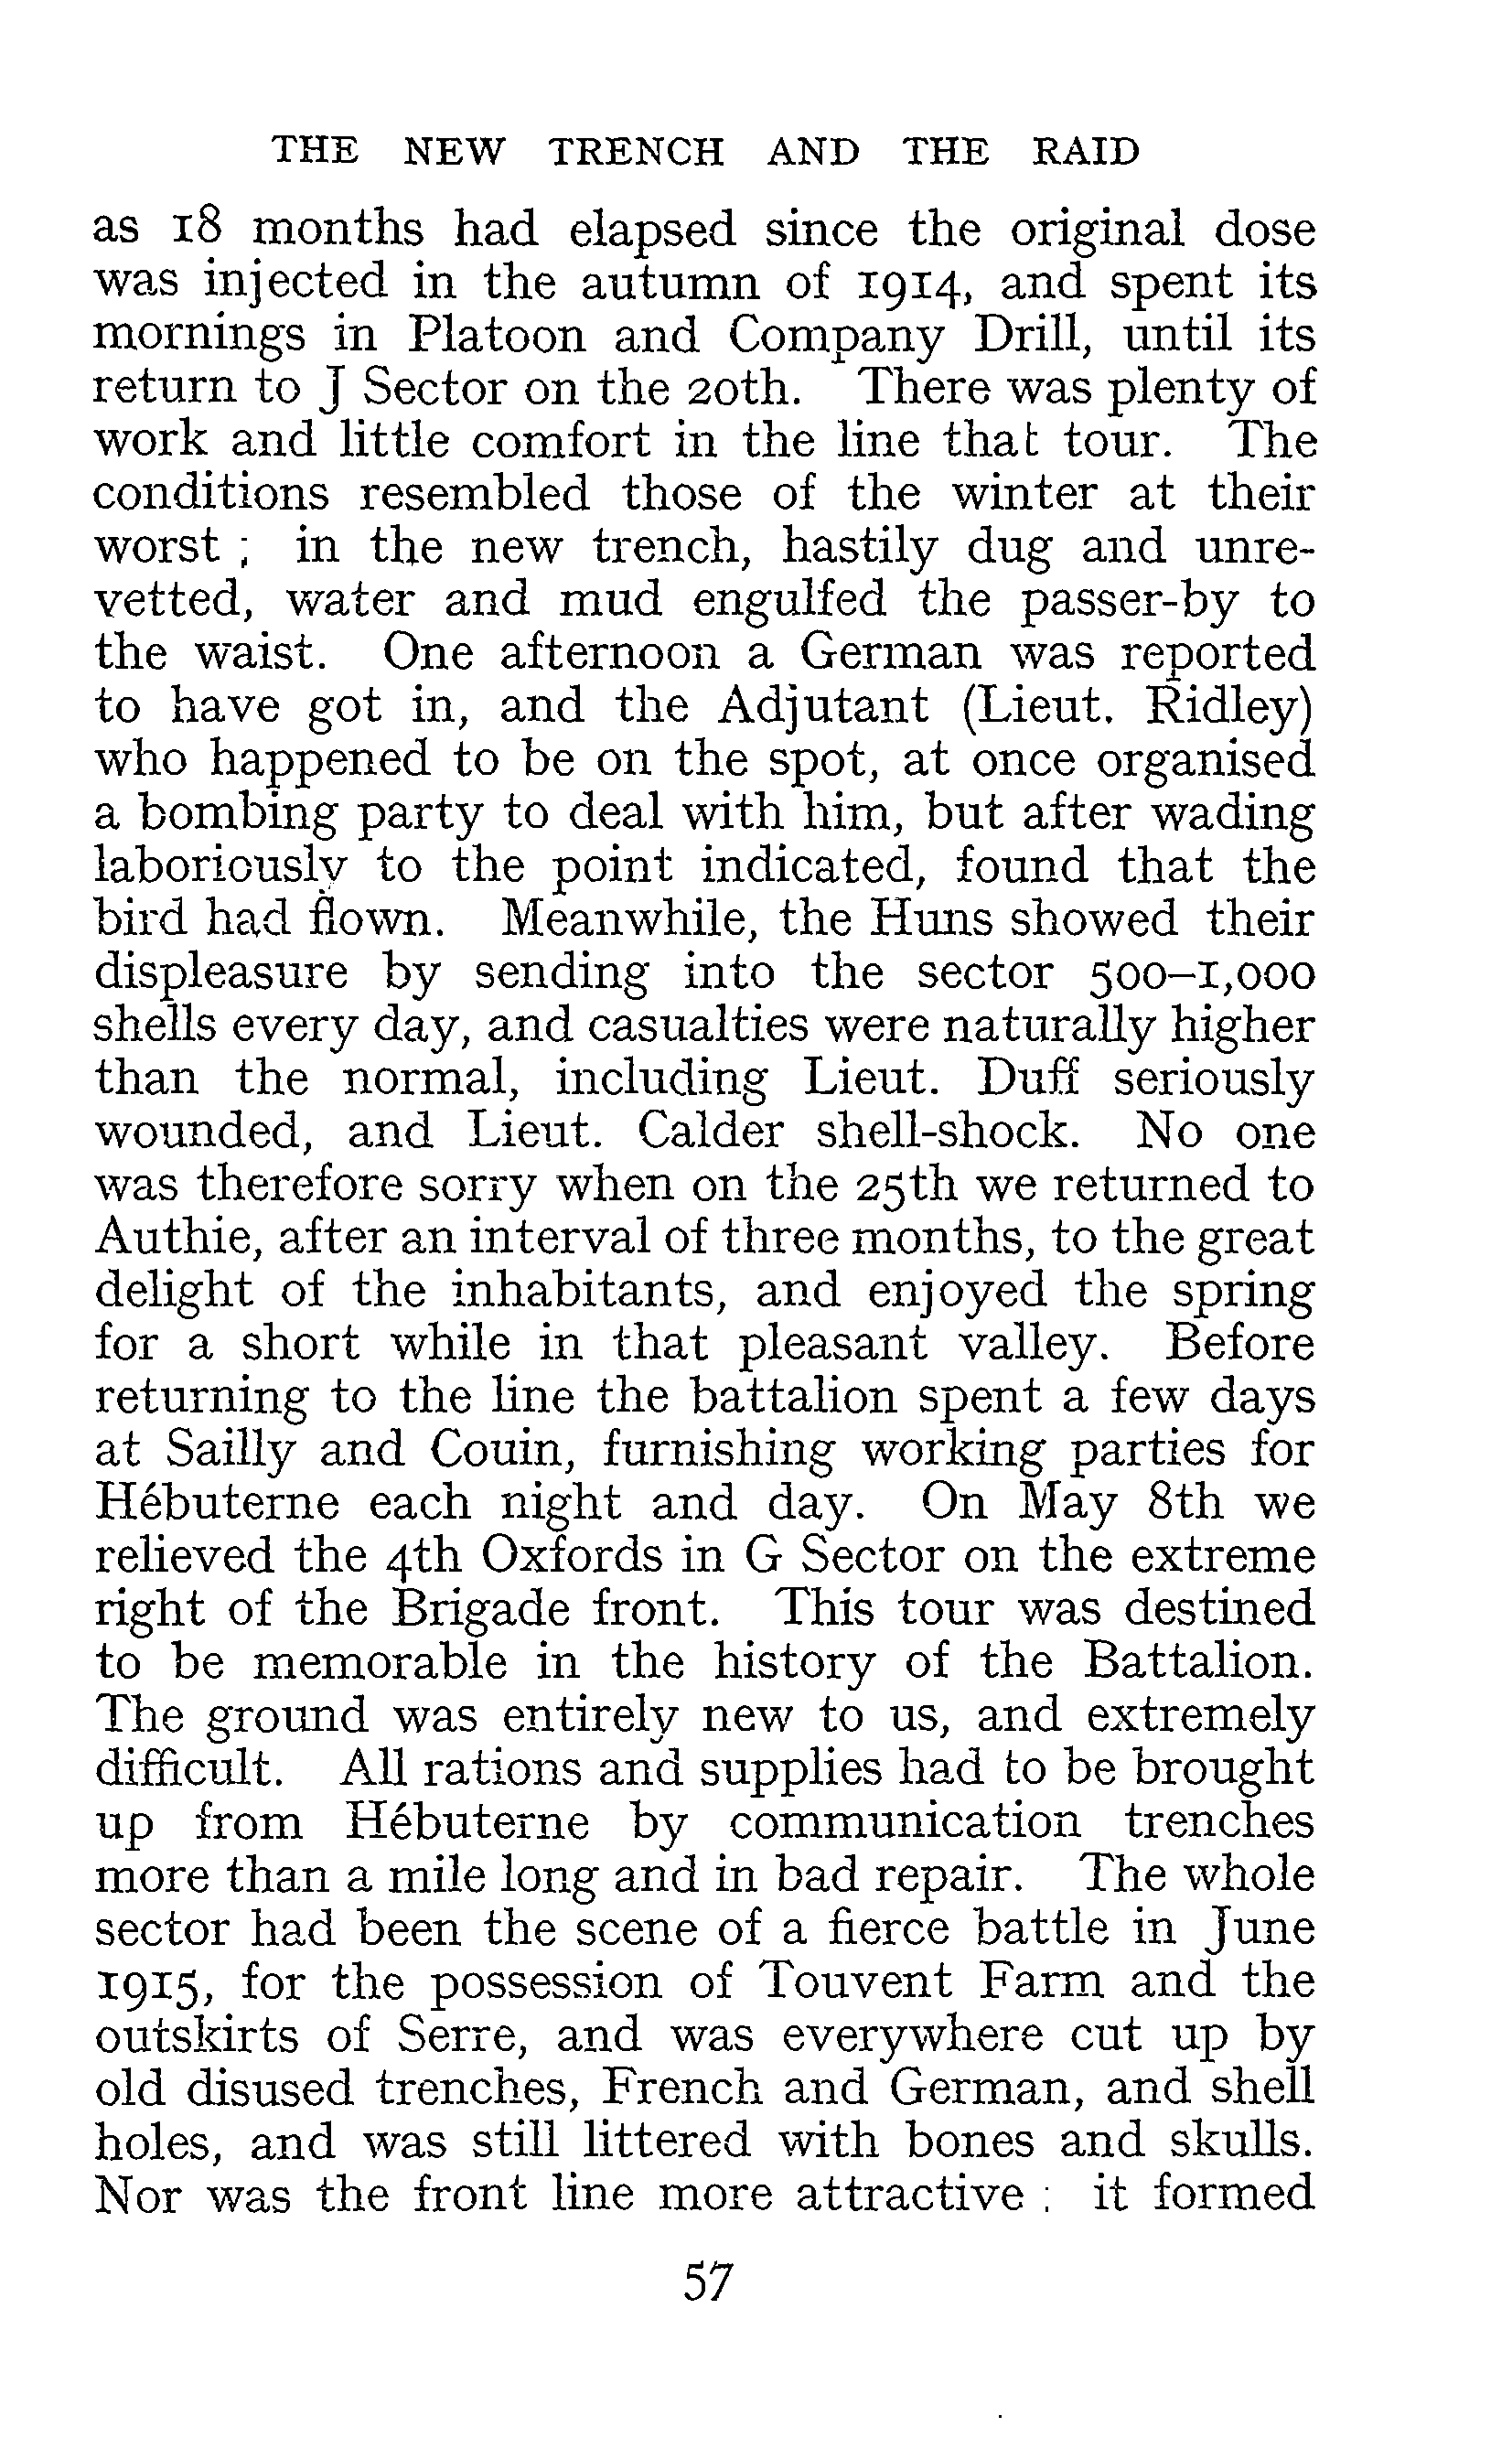 THE NEW TRENCH AND THE RAID
as 18 months had elapsed since the original dose
was injected in the autumn of 1914, and spent its
mornings in Platoon and Company Drill, until its
return to J Sector on the 20th. There was plenty of
work and little comfort in the line that tour. The
conditions resembled those of the winter at their
worst ; in the new trench, hastily dug and unre-
vetted, water and mud engulfed the passer-by to
the waist. One afternoon a German was reported
to have got in, and the Adjutant (Lieut. Ridley)
who happened to be on the spot, at once organised
a bombing party to deal with him, but after wading
laboriously to the point indicated, found that the
bird had flown. Meanwhile, the Huns showed their
displeasure by sending into the sector 500–1,000
shells every day, and casualties were naturally higher
than the normal, including Lieut. Duff seriously
wounded, and Lieut. Calder shell-shock. No one
was therefore sorry when on the 25th we returned to
Authie, after an interval of three months, to the great
delight of the inhabitants, and enjoyed the spring
for a short while in that pleasant valley. Before
returning to the line the battalion spent a few days
at Sailly and Couin, furnishing working parties for
Hébuterne each night and day. On May 8th we
relieved the 4th Oxfords in G Sector on the extreme
right of the Brigade front. This tour was destined
to be memorable in the history of the Battalion.
The ground was entirely new to us, and extremely
difficult. All rations and supplies had to be brought
up from Hébuterne by communication trenches
more than a mile long and in bad repair. The whole
sector had been the scene of a fierce battle in June
1915, for the possession of Touvent Farm and the
outskirts of Serre, and was everywhere cut up by
old disused trenches, French and German, and shell
holes, and was still littered with bones and skulls.
Nor was the front line more attractive : it formed
57